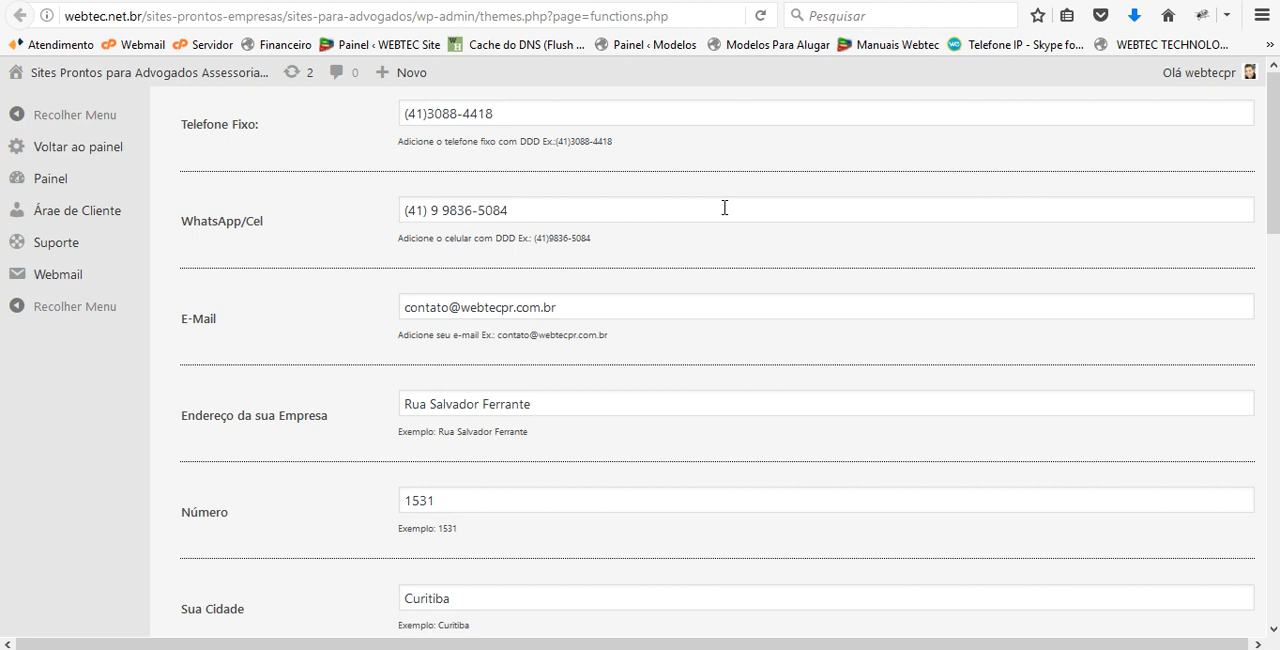 webtec.net.br/sites-prontos-empresas/sites-para-advogados/wp-admin/themes.php?page=functions.php
Pesquisar
Atendimento Webmail Servidor Financeiro Painel ‹ WEBTEC Site Cache do DNS (Flush ... Painel ‹ Modelos Modelos Para Alugar Manuais Webtec Telefone IP - Skype fo... WEBTEC TECHNOLO... »
Sites Prontos para Advogados Assessoria... 2 0 Novo Olá webtecpr
Recolher Menu
Voltar ao painel
Painel
Árae de Cliente
Suporte
Webmail
Recolher Menu
Telefone Fixo:
(41)3088-4418
Adicione o telefone fixo com DDD Ex.:(41)3088-4418
WhatsApp/Cel
(41) 9 9836-5084
Adicione o celular com DDD Ex.: (41)9836-5084
E-Mail
contato@webtecpr.com.br
Adicione seu e-mail Ex.: contato@webtecpr.com.br
Endereço da sua Empresa
Rua Salvador Ferrante
Exemplo: Rua Salvador Ferrante
Número
1531
Exemplo: 1531
Sua Cidade
Curitiba
Exemplo: Curitiba